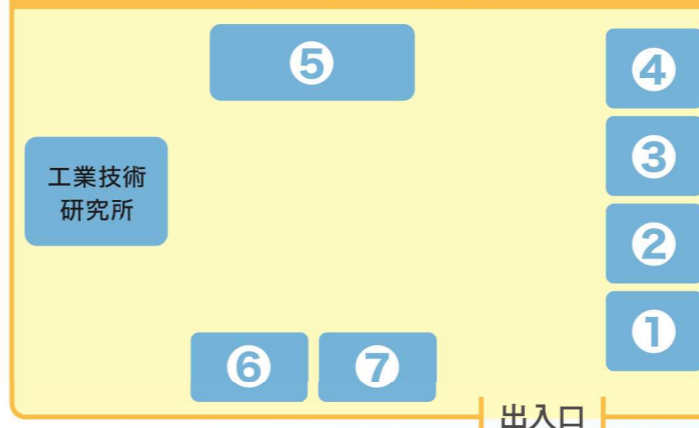 ❺
❹
❸
工業技術
研究所
❷
❶
❻
❼
出入口